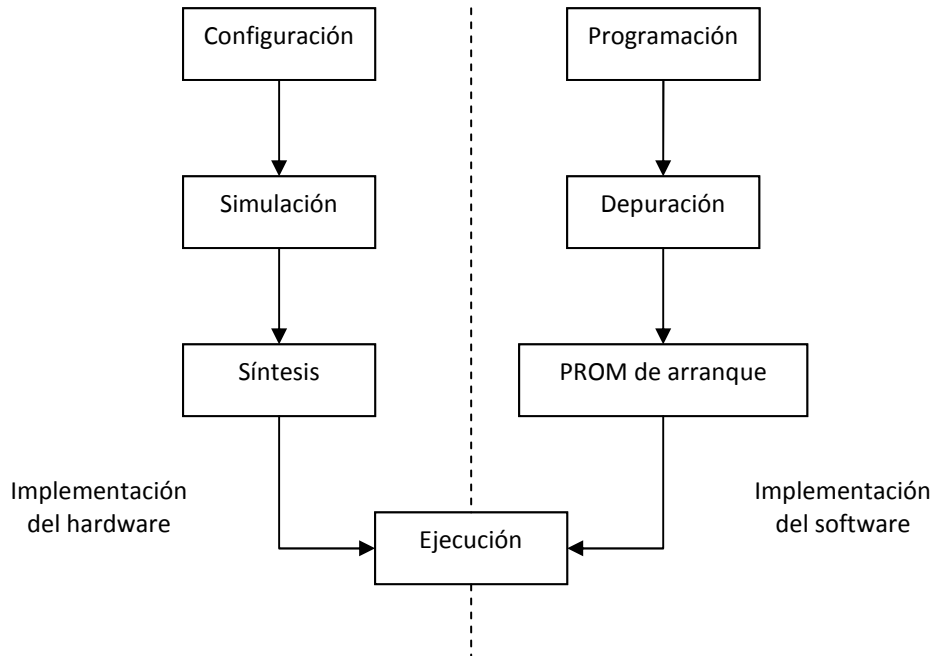 Configuración
Programación
Simulación
Depuración
Síntesis
PROM de arranque
Implementación
del hardware
Implementación
del software
Ejecución